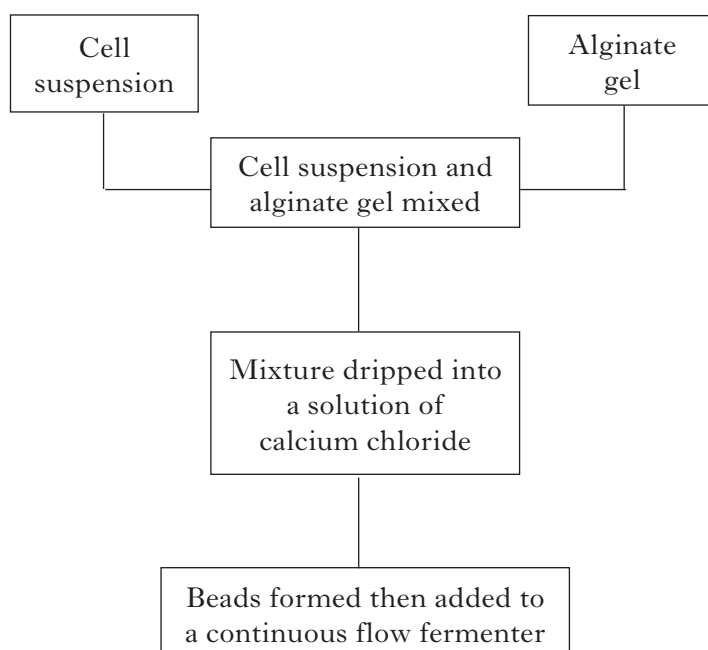 Cell
suspension
Alginate
gel
Cell suspension and
alginate gel mixed
Mixture dripped into
a solution of
calcium chloride
Beads formed then added to
a continuous flow fermenter